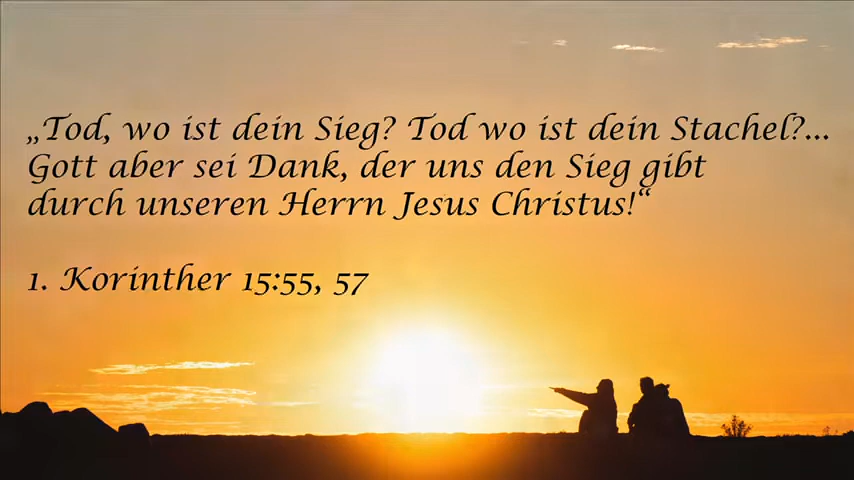 „Tod, wo ist dein Sieg? Tod wo ist dein Stachel?...
Gott aber sei Dank, der uns den Sieg gibt
durch unseren Herrn Jesus Christus!“
1. Korinther 15:55, 57